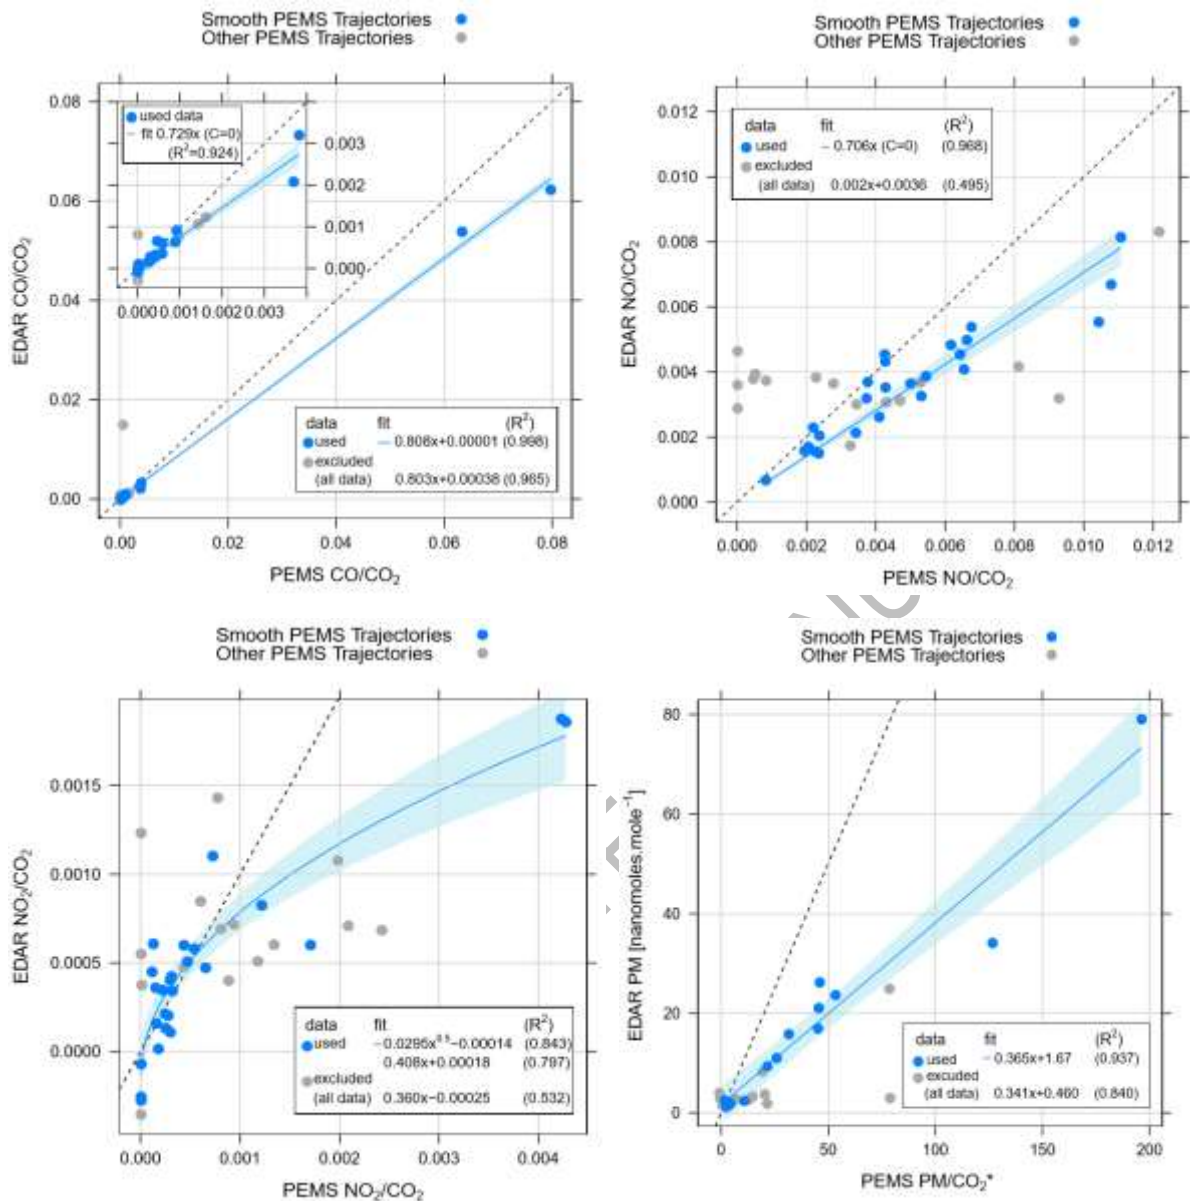 Smooth PEMS Trajectories
Other PEMS Trajectories
0.08
0.06
0.04
0.02
0.00
EDAR CO/CO2
used data
fit 0.729x (C=0)
(R2=0.924)
0.003
0.002
0.001
0.000
0.000 0.001 0.002 0.003
data fit (R2)
used 0.808x+0.00001 (0.998)
excluded
(all data) 0.803x+0.00038 (0.965)
0.00 0.02 0.04 0.06 0.08
PEMS CO/CO2
Smooth PEMS Trajectories
Other PEMS Trajectories
0.012
0.010
0.008
0.006
0.004
0.002
0.000
EDAR NO/CO2
data fit (R2)
used – 0.706x (C=0) (0.968)
excluded
(all data) 0.002x+0.0036 (0.495)
0.000 0.002 0.004 0.006 0.008 0.010 0.012
PEMS NO/CO2
Smooth PEMS Trajectories
Other PEMS Trajectories
0.0015
0.0010
0.0005
0.0000
EDAR NO2/CO2
data fit (R2)
used –0.0295x0.5–0.00014 (0.843)
0.408x+0.00018 (0.797)
excluded
(all data) 0.360x–0.00025 (0.532)
0.000 0.001 0.002 0.003 0.004
PEMS NO2/CO2
Smooth PEMS Trajectories
Other PEMS Trajectories
80
60
40
20
0
EDAR PM [nanomoles.mole−1]
data fit (R2)
used 0.365x+1.67 (0.937)
excuded
(all data) 0.341x+0.460 (0.840)
0 50 100 150 200
PEMS PM/CO2*